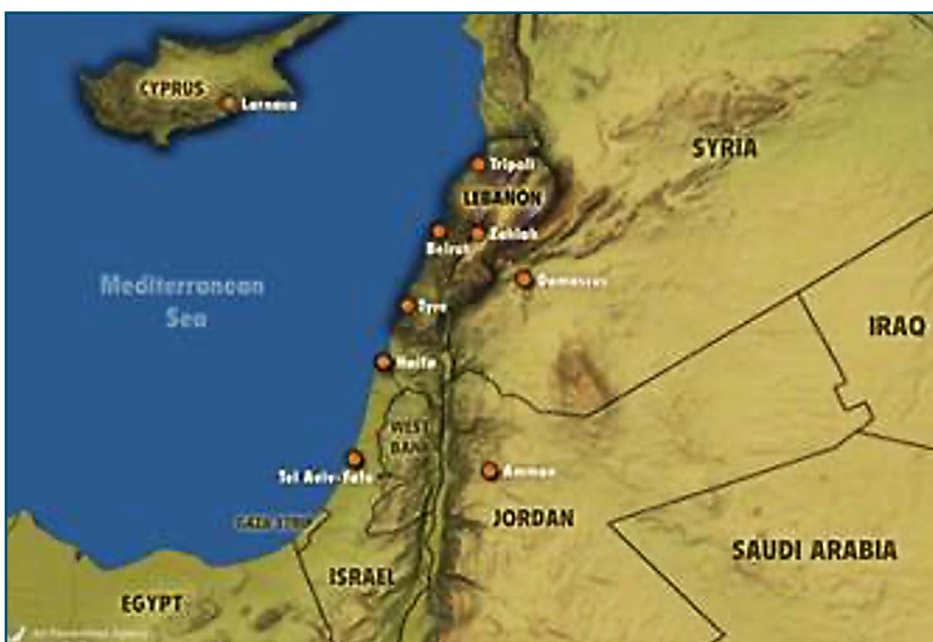 CYPRUS
Larnaca
SYRIA
Tripoli
LEBANON
Beirut
Zahlah
Damascus
Mediterranean
Sea
Tyre
IRAQ
Haifa
WEST
BANK
Tel Aviv-Yafo
Amman
GAZA STRIP
JORDAN
SAUDI ARABIA
ISRAEL
EGYPT